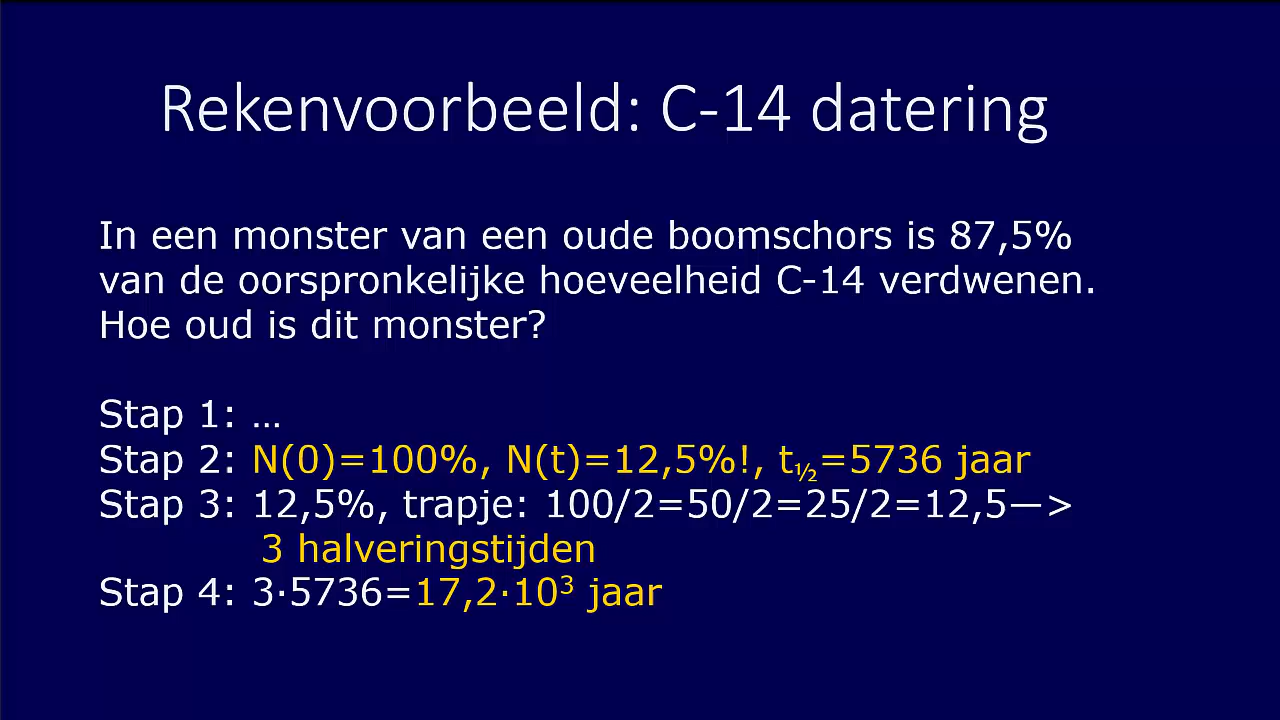 Rekenvoorbeeld: C-14 datering
In een monster van een oude boomschors is 87,5%
van de oorspronkelijke hoeveelheid C-14 verdwenen.
Hoe oud is dit monster?
Stap 1: …
Stap 2: N(0)=100%, N(t)=12,5%!, t½=5736 jaar
Stap 3: 12,5%, trapje: 100/2=50/2=25/2=12,5—>
3 halveringstijden
Stap 4: 3·5736=17,2·10³ jaar